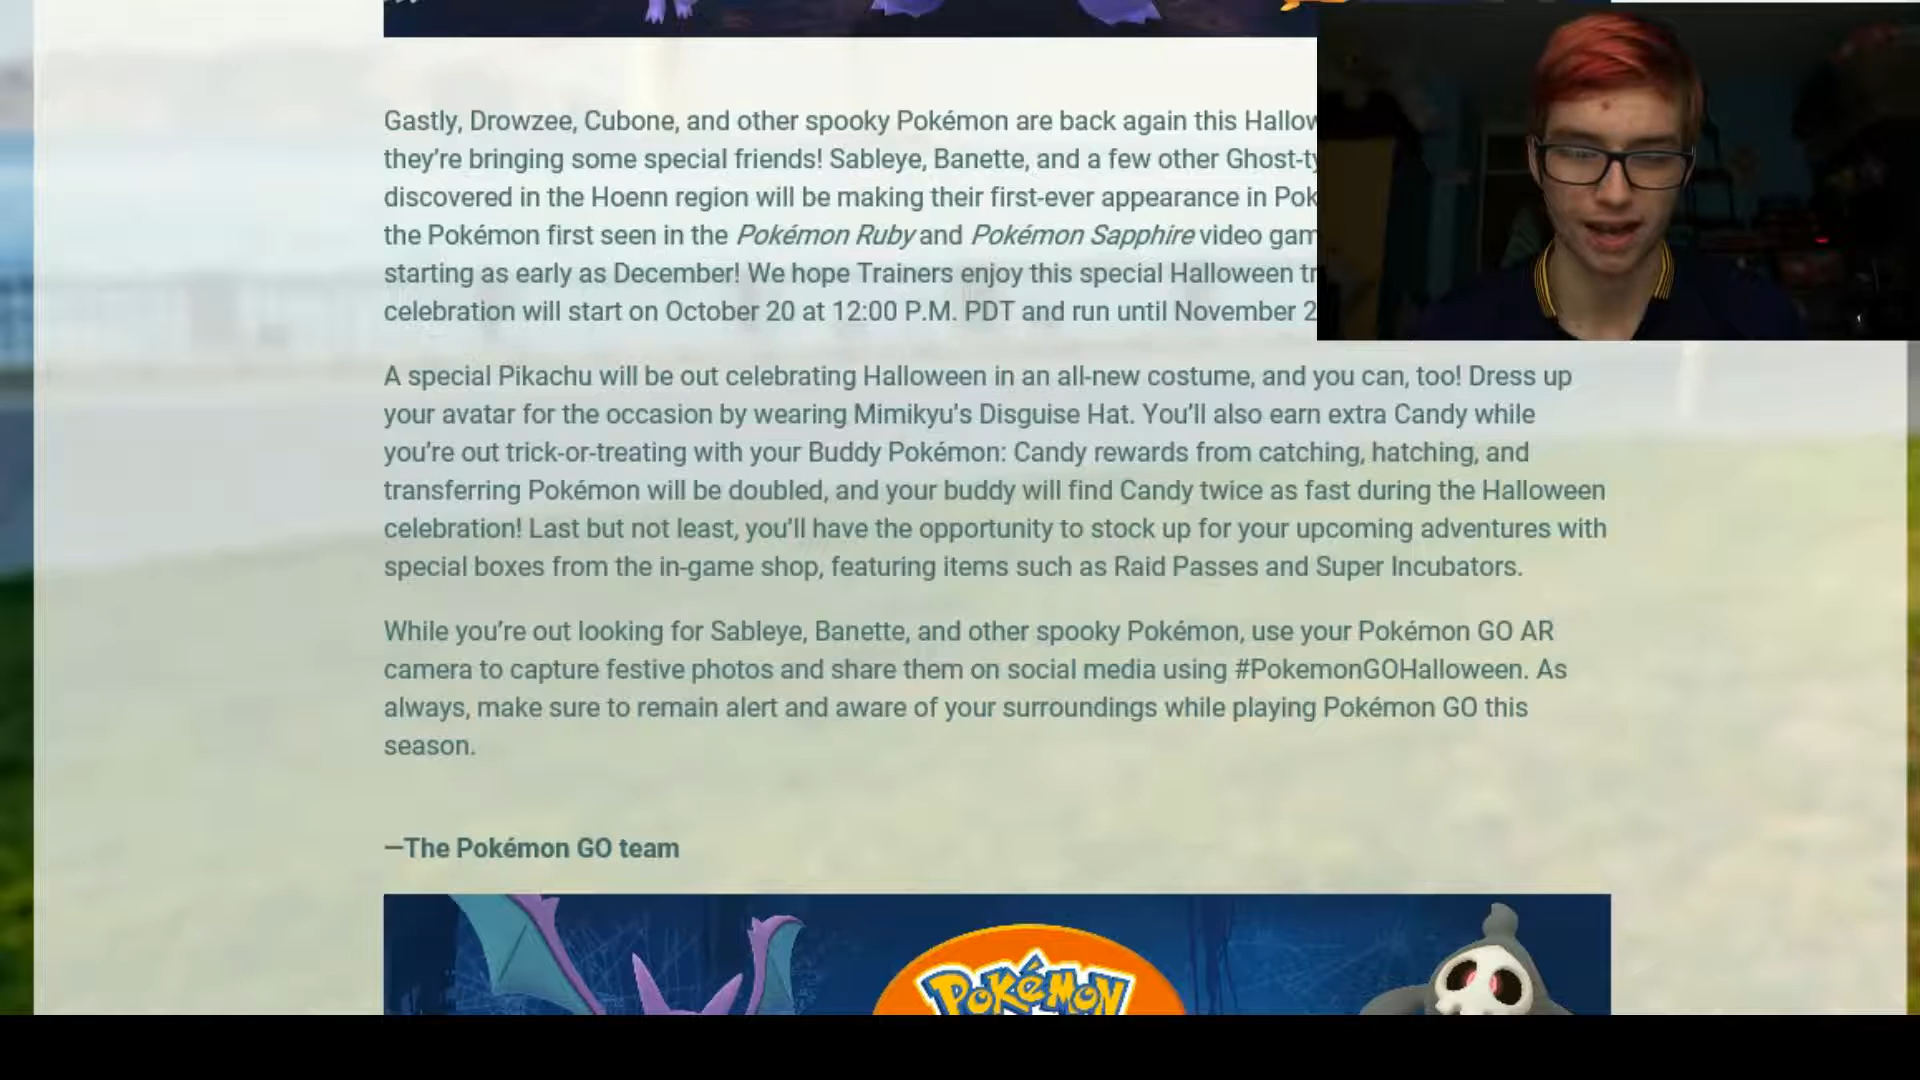 Gastly, Drowzee, Cubone, and other spooky Pokémon are back again this
they’re bringing some special friends! Sableye, Banette, and a few other
discovered in the Hoenn region will be making their first-ever appearance in
the Pokémon first seen in the Pokémon Ruby and Pokémon Sapphire video
starting as early as December! We hope Trainers enjoy this special Halloween
celebration will start on October 20 at 12:00 P.M. PDT and run until November 2
A special Pikachu will be out celebrating Halloween in an all-new costume, and you can, too! Dress up
your avatar for the occasion by wearing Mimikyu’s Disguise Hat. You’ll also earn extra Candy while
you’re out trick-or-treating with your Buddy Pokémon: Candy rewards from catching, hatching, and
transferring Pokémon will be doubled, and your buddy will find Candy twice as fast during the Halloween
celebration! Last but not least, you’ll have the opportunity to stock up for your upcoming adventures with
special boxes from the in-game shop, featuring items such as Raid Passes and Super Incubators.
While you’re out looking for Sableye, Banette, and other spooky Pokémon, use your Pokémon GO AR
camera to capture festive photos and share them on social media using #PokemonGOHalloween. As
always, make sure to remain alert and aware of your surroundings while playing Pokémon GO this
season.
—The Pokémon GO team
POKéMON